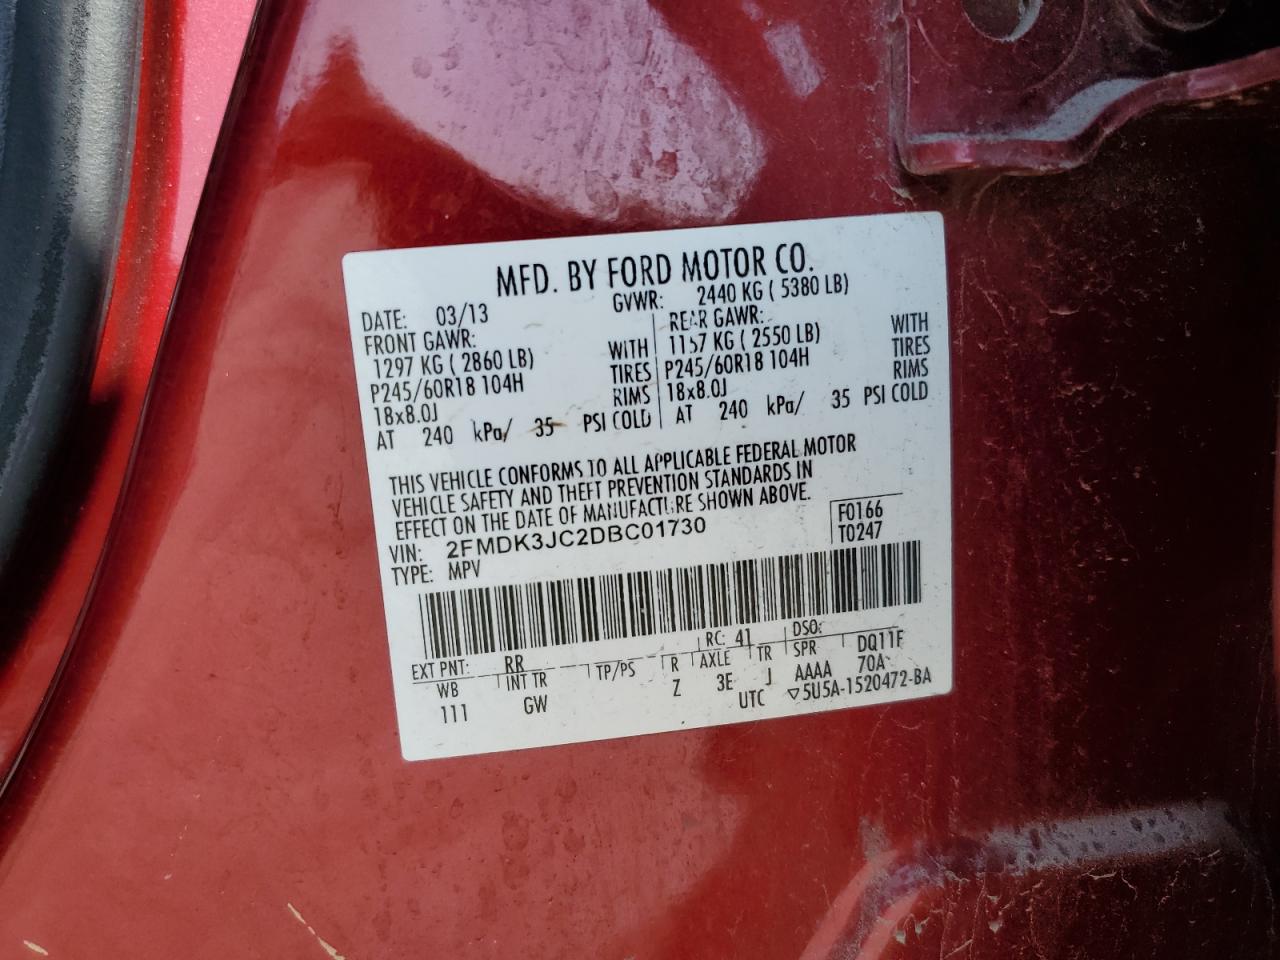 MFD. BY FORD MOTOR CO.
DATE: 03/13 GVWR: 2440 KG ( 5380 LB)
FRONT GAWR: REAR GAWR:
1297 KG ( 2860 LB) WITH 1157 KG ( 2550 LB) WITH
P245/60R18 104H TIRES P245/60R18 104H TIRES
18x8.0J RIMS 18x8.0J RIMS
AT 240 kPa/ 35 PSI COLD AT 240 kPa/ 35 PSI COLD
THIS VEHICLE CONFORMS TO ALL APPLICABLE FEDERAL MOTOR
VEHICLE SAFETY AND THEFT PREVENTION STANDARDS IN
EFFECT ON THE DATE OF MANUFACTURE SHOWN ABOVE.
VIN: 2FMDK3JC2DBC01730 F0166
TYPE: MPV T0247
EXT PNT: RR RC: 41 DSO:
WB INT TR TP/PS R AXLE TR SPR DQ11F
111 GW Z 3E J AAAA 70A
UTC ▽5U5A-1520472-BA